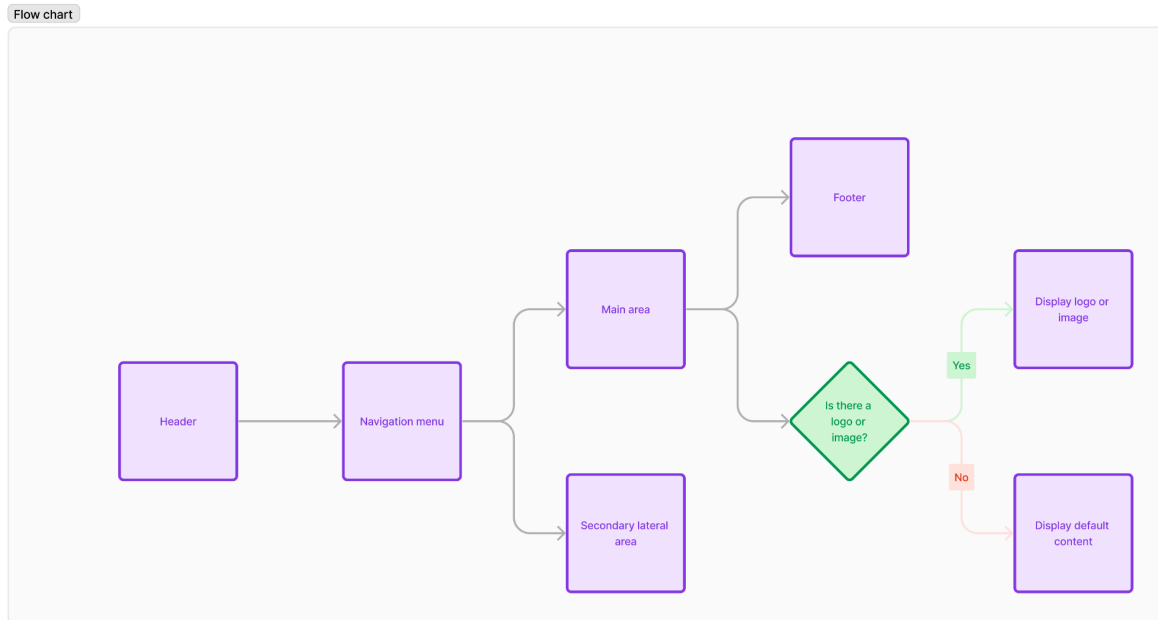 Flow chart
Header
Navigation menu
Main area
Secondary lateral
area
Footer
Is there a
logo or
image?
Yes
No
Display logo or
image
Display default
content